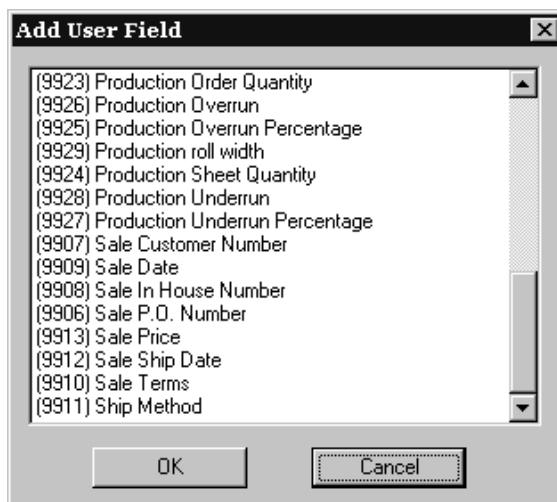 Add User Field
(9923) Production Order Quantity
(9926) Production Overrun
(9925) Production Overrun Percentage
(9929) Production roll width
(9924) Production Sheet Quantity
(9928) Production Underrun
(9927) Production Underrun Percentage
(9907) Sale Customer Number
(9909) Sale Date
(9908) Sale In House Number
(9906) Sale P.O. Number
(9913) Sale Price
(9912) Sale Ship Date
(9910) Sale Terms
(9911) Ship Method
OK Cancel